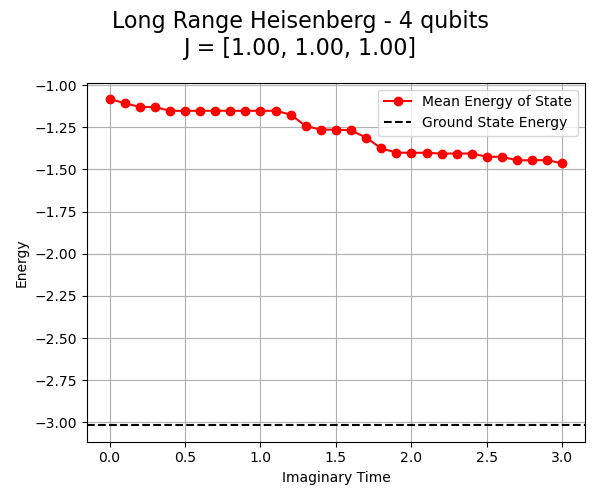 Long Range Heisenberg - 4 qubits
J = [1.00, 1.00, 1.00]
Mean Energy of State
Ground State Energy
−1.00
−1.25
−1.50
−1.75
−2.00
−2.25
−2.50
−2.75
−3.00
Energy
0.0 0.5 1.0 1.5 2.0 2.5 3.0
Imaginary Time